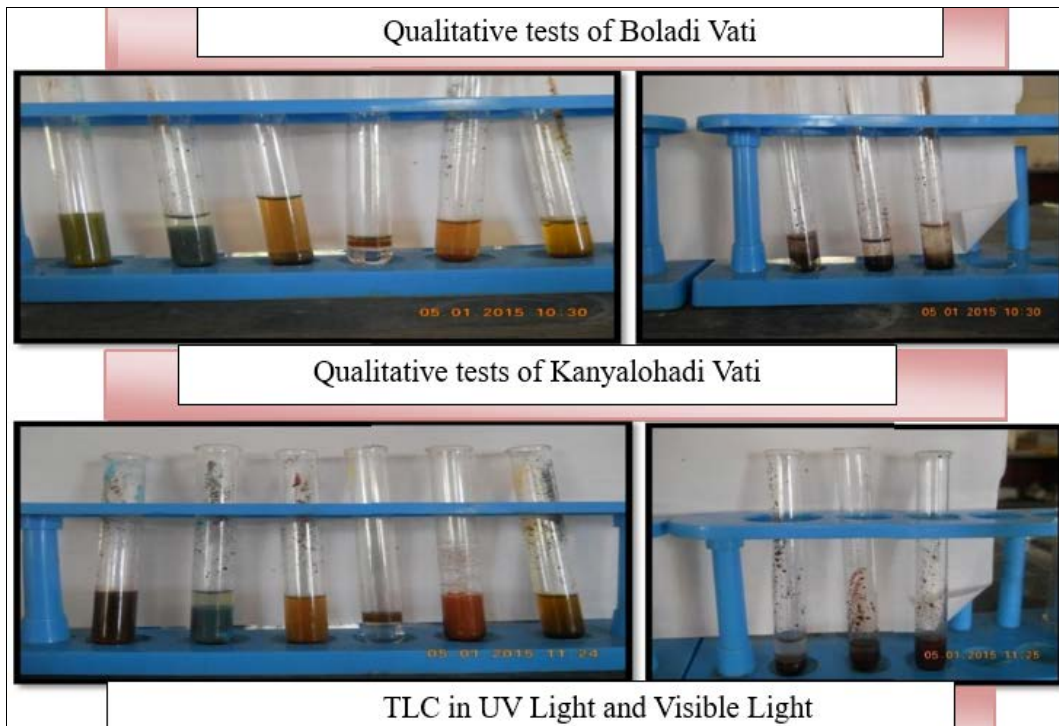 Qualitative tests of Boladi Vati
05 01 2015 10:30
05 01 2015 10:30
Qualitative tests of Kanyalohadi Vati
05 01 2015 11 24
05 01 2015 11:25
TLC in UV Light and Visible Light